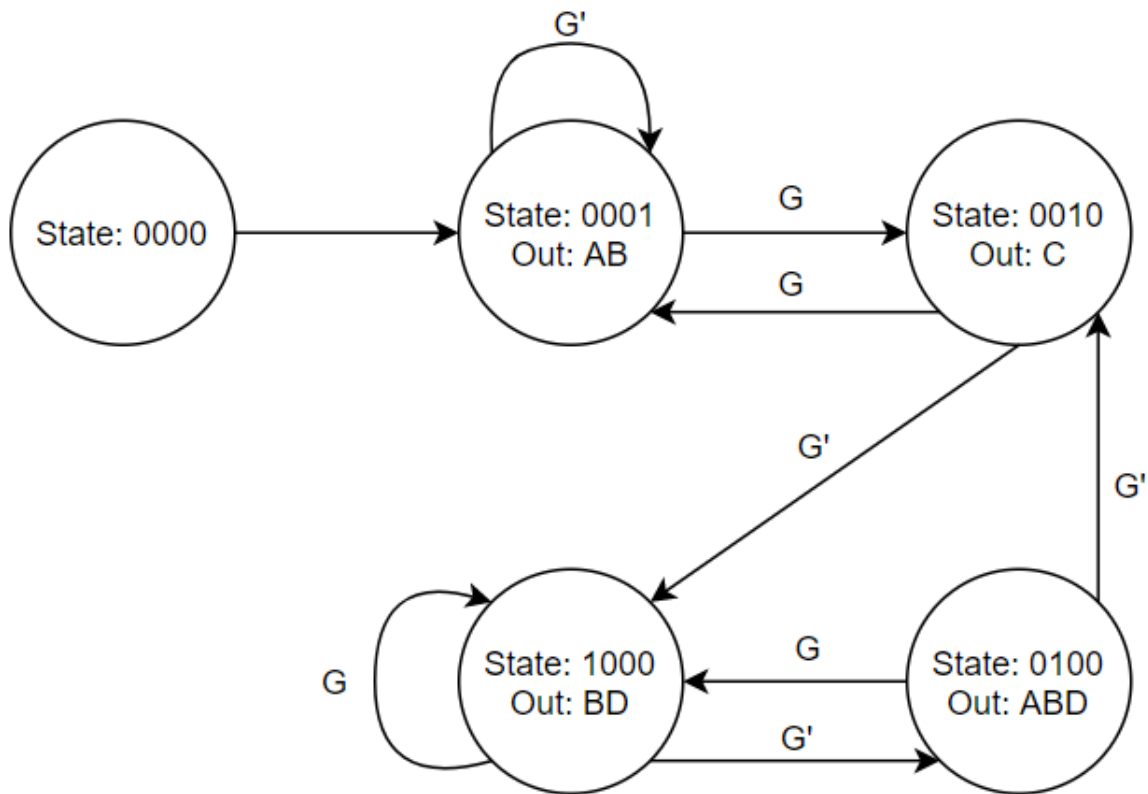 G'
State: 0000
State: 0001
Out: AB
G
State: 0010
Out: C
G
G'
G'
G
State: 1000
Out: BD
G
State: 0100
Out: ABD
G'